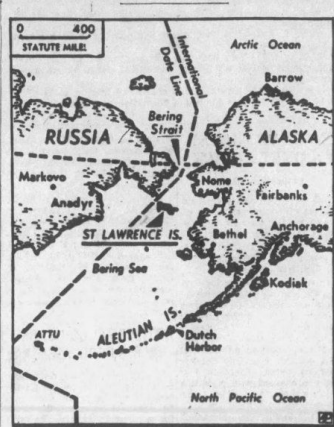 0 400
STATUTE MILES
International
Date Line
Arctic Ocean
Barrow
Bering
Strait
RUSSIA
ALASKA
Markovo
Nome
Fairbanks
Anadyr
Anchorage
ST LAWRENCE IS.
Bethel
Bering Sea
Kodiak
ATTU
ALEUTIAN IS.
Dutch
Harbor
North Pacific Ocean